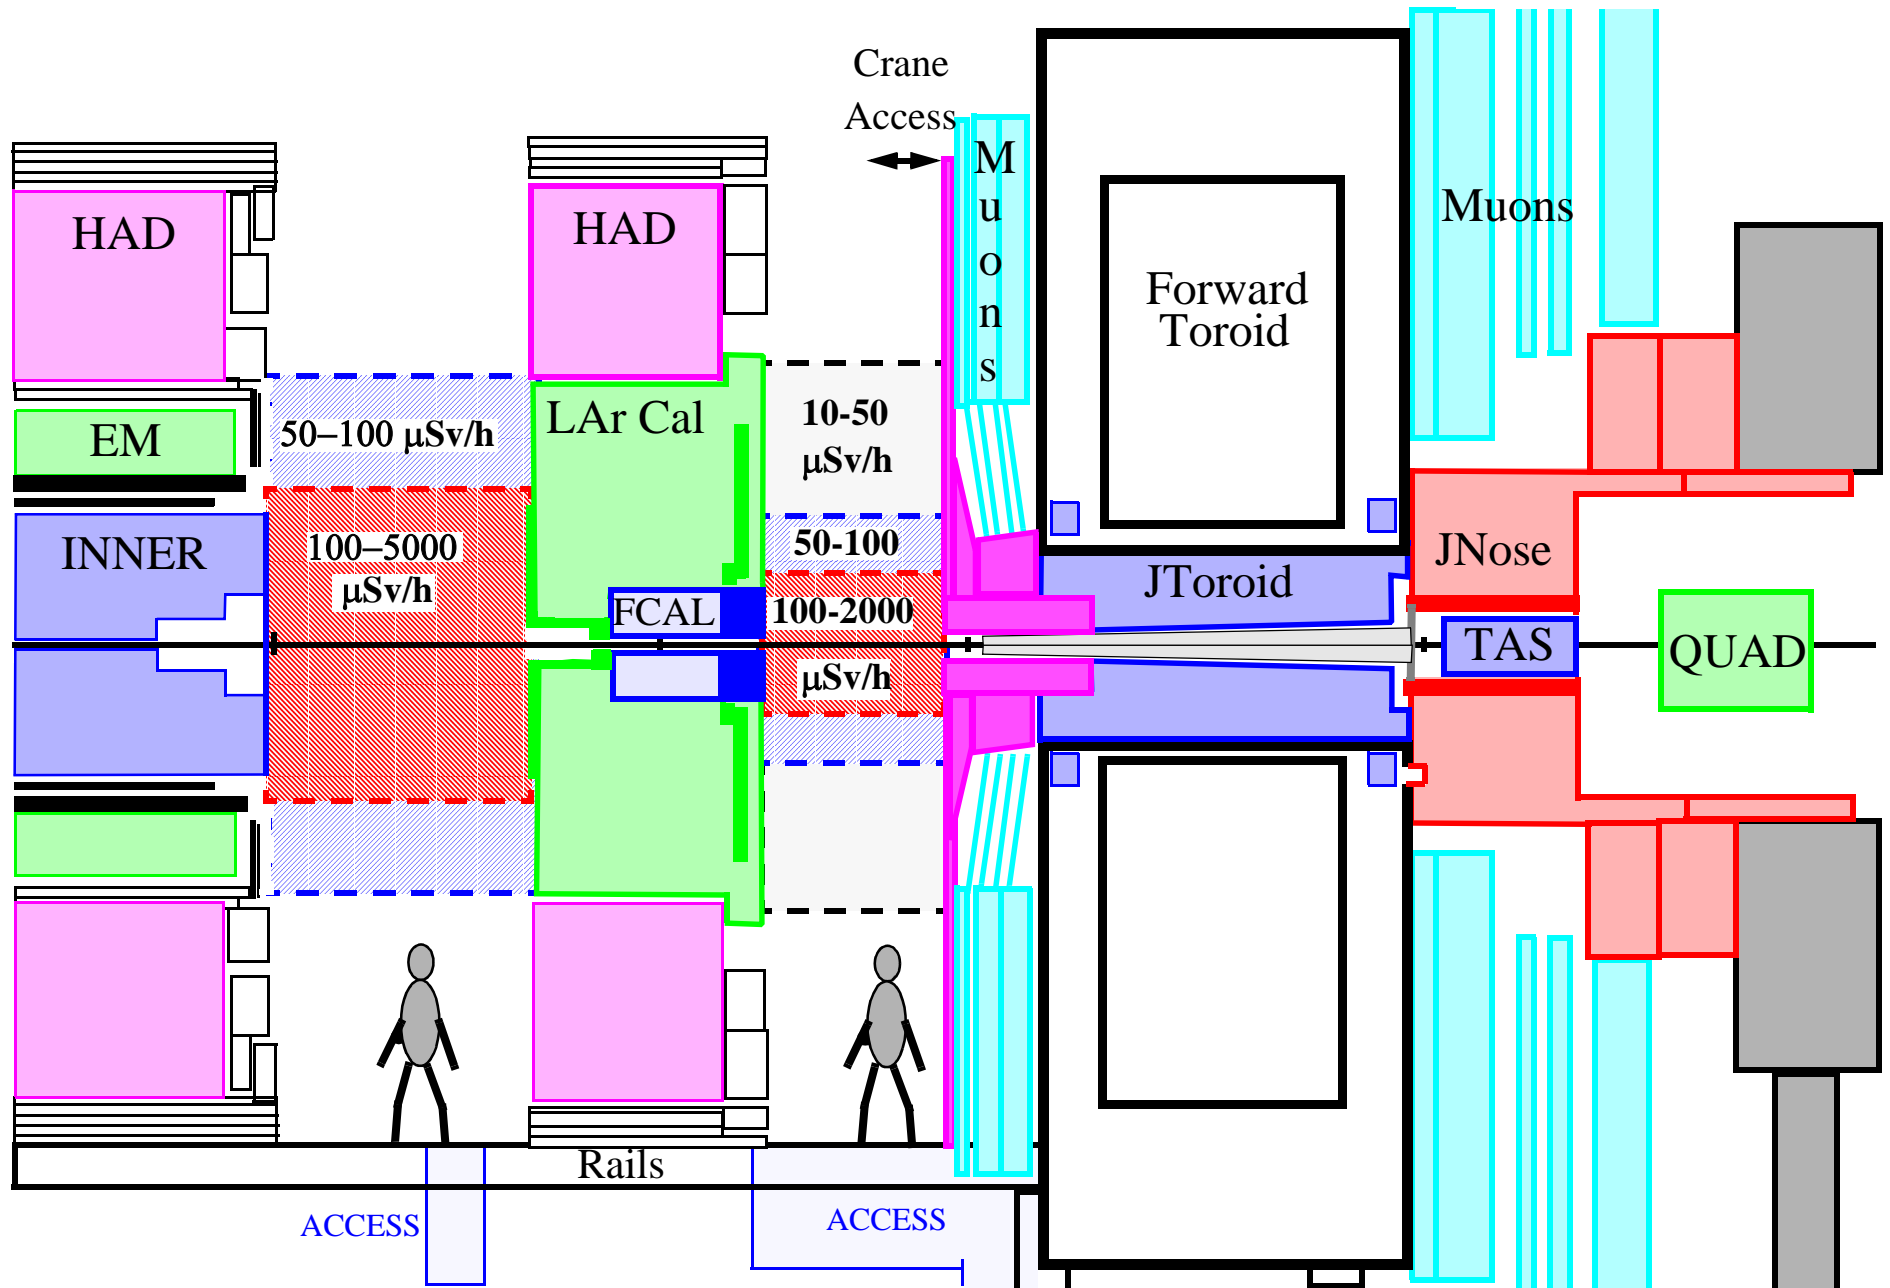 Crane
Access
HAD
HAD
M
u
o
n
s
Muons
Forward
Toroid
EM
50–100 μSv/h
LAr Cal
10-50
μSv/h
INNER
100–5000
μSv/h
50-100
FCAL
100-2000
μSv/h
JToroid
JNose
TAS
QUAD
Rails
ACCESS
ACCESS